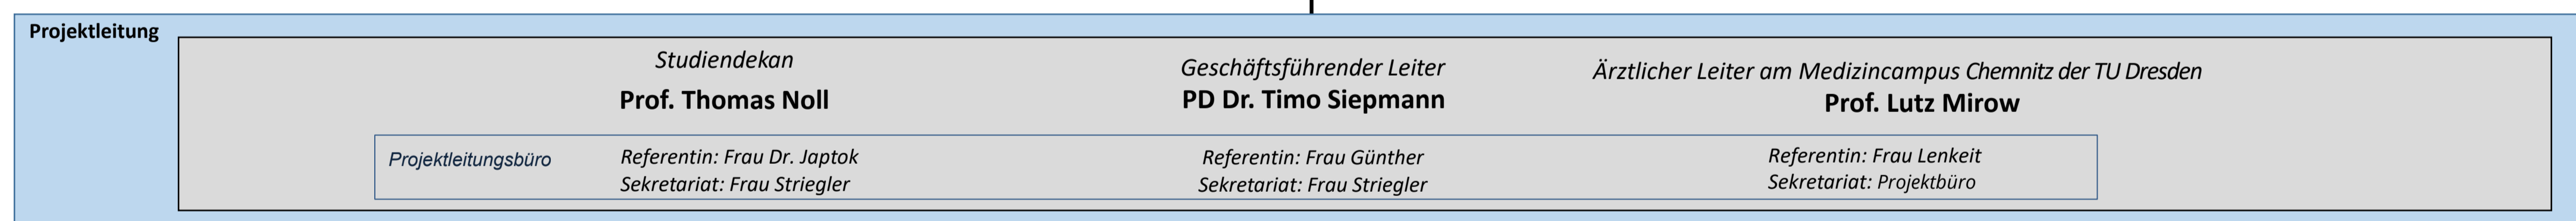 Projektleitung
Studiendekan
Prof. Thomas Noll
Geschäftsführender Leiter
PD Dr. Timo Siepmann
Ärztlicher Leiter am Medizincampus Chemnitz der TU Dresden
Prof. Lutz Mirow
Projektleitungsbüro
Referentin: Frau Dr. Japtok
Sekretariat: Frau Striegler
Referentin: Frau Günther
Sekretariat: Frau Striegler
Referentin: Frau Lenkeit
Sekretariat: Projektbüro